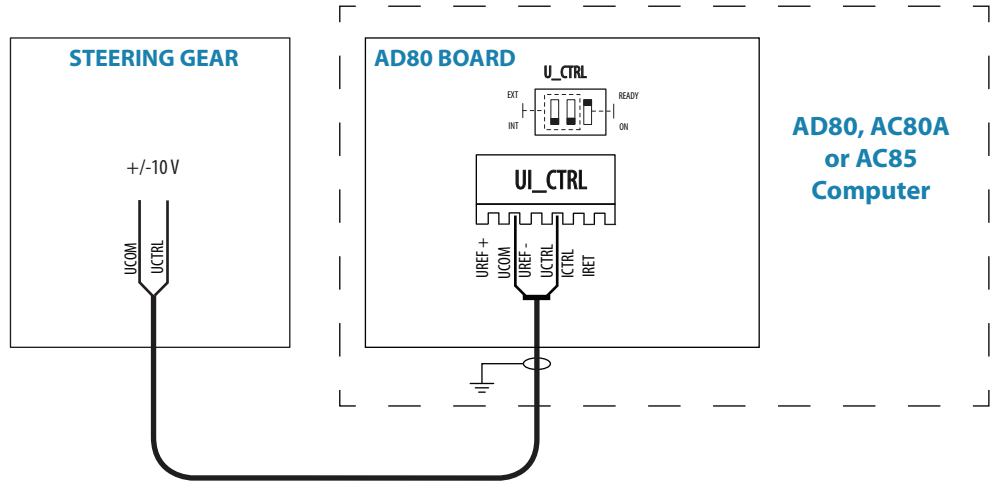 STEERING GEAR
+/-10 V
UCOM
UCTRL
AD80 BOARD
U_CTRL
EXT
INT
READY
ON
UI_CTRL
UREF +
UCOM
UREF -
UCTRL
ICTRL
IRET
AD80, AC80A
or AC85
Computer